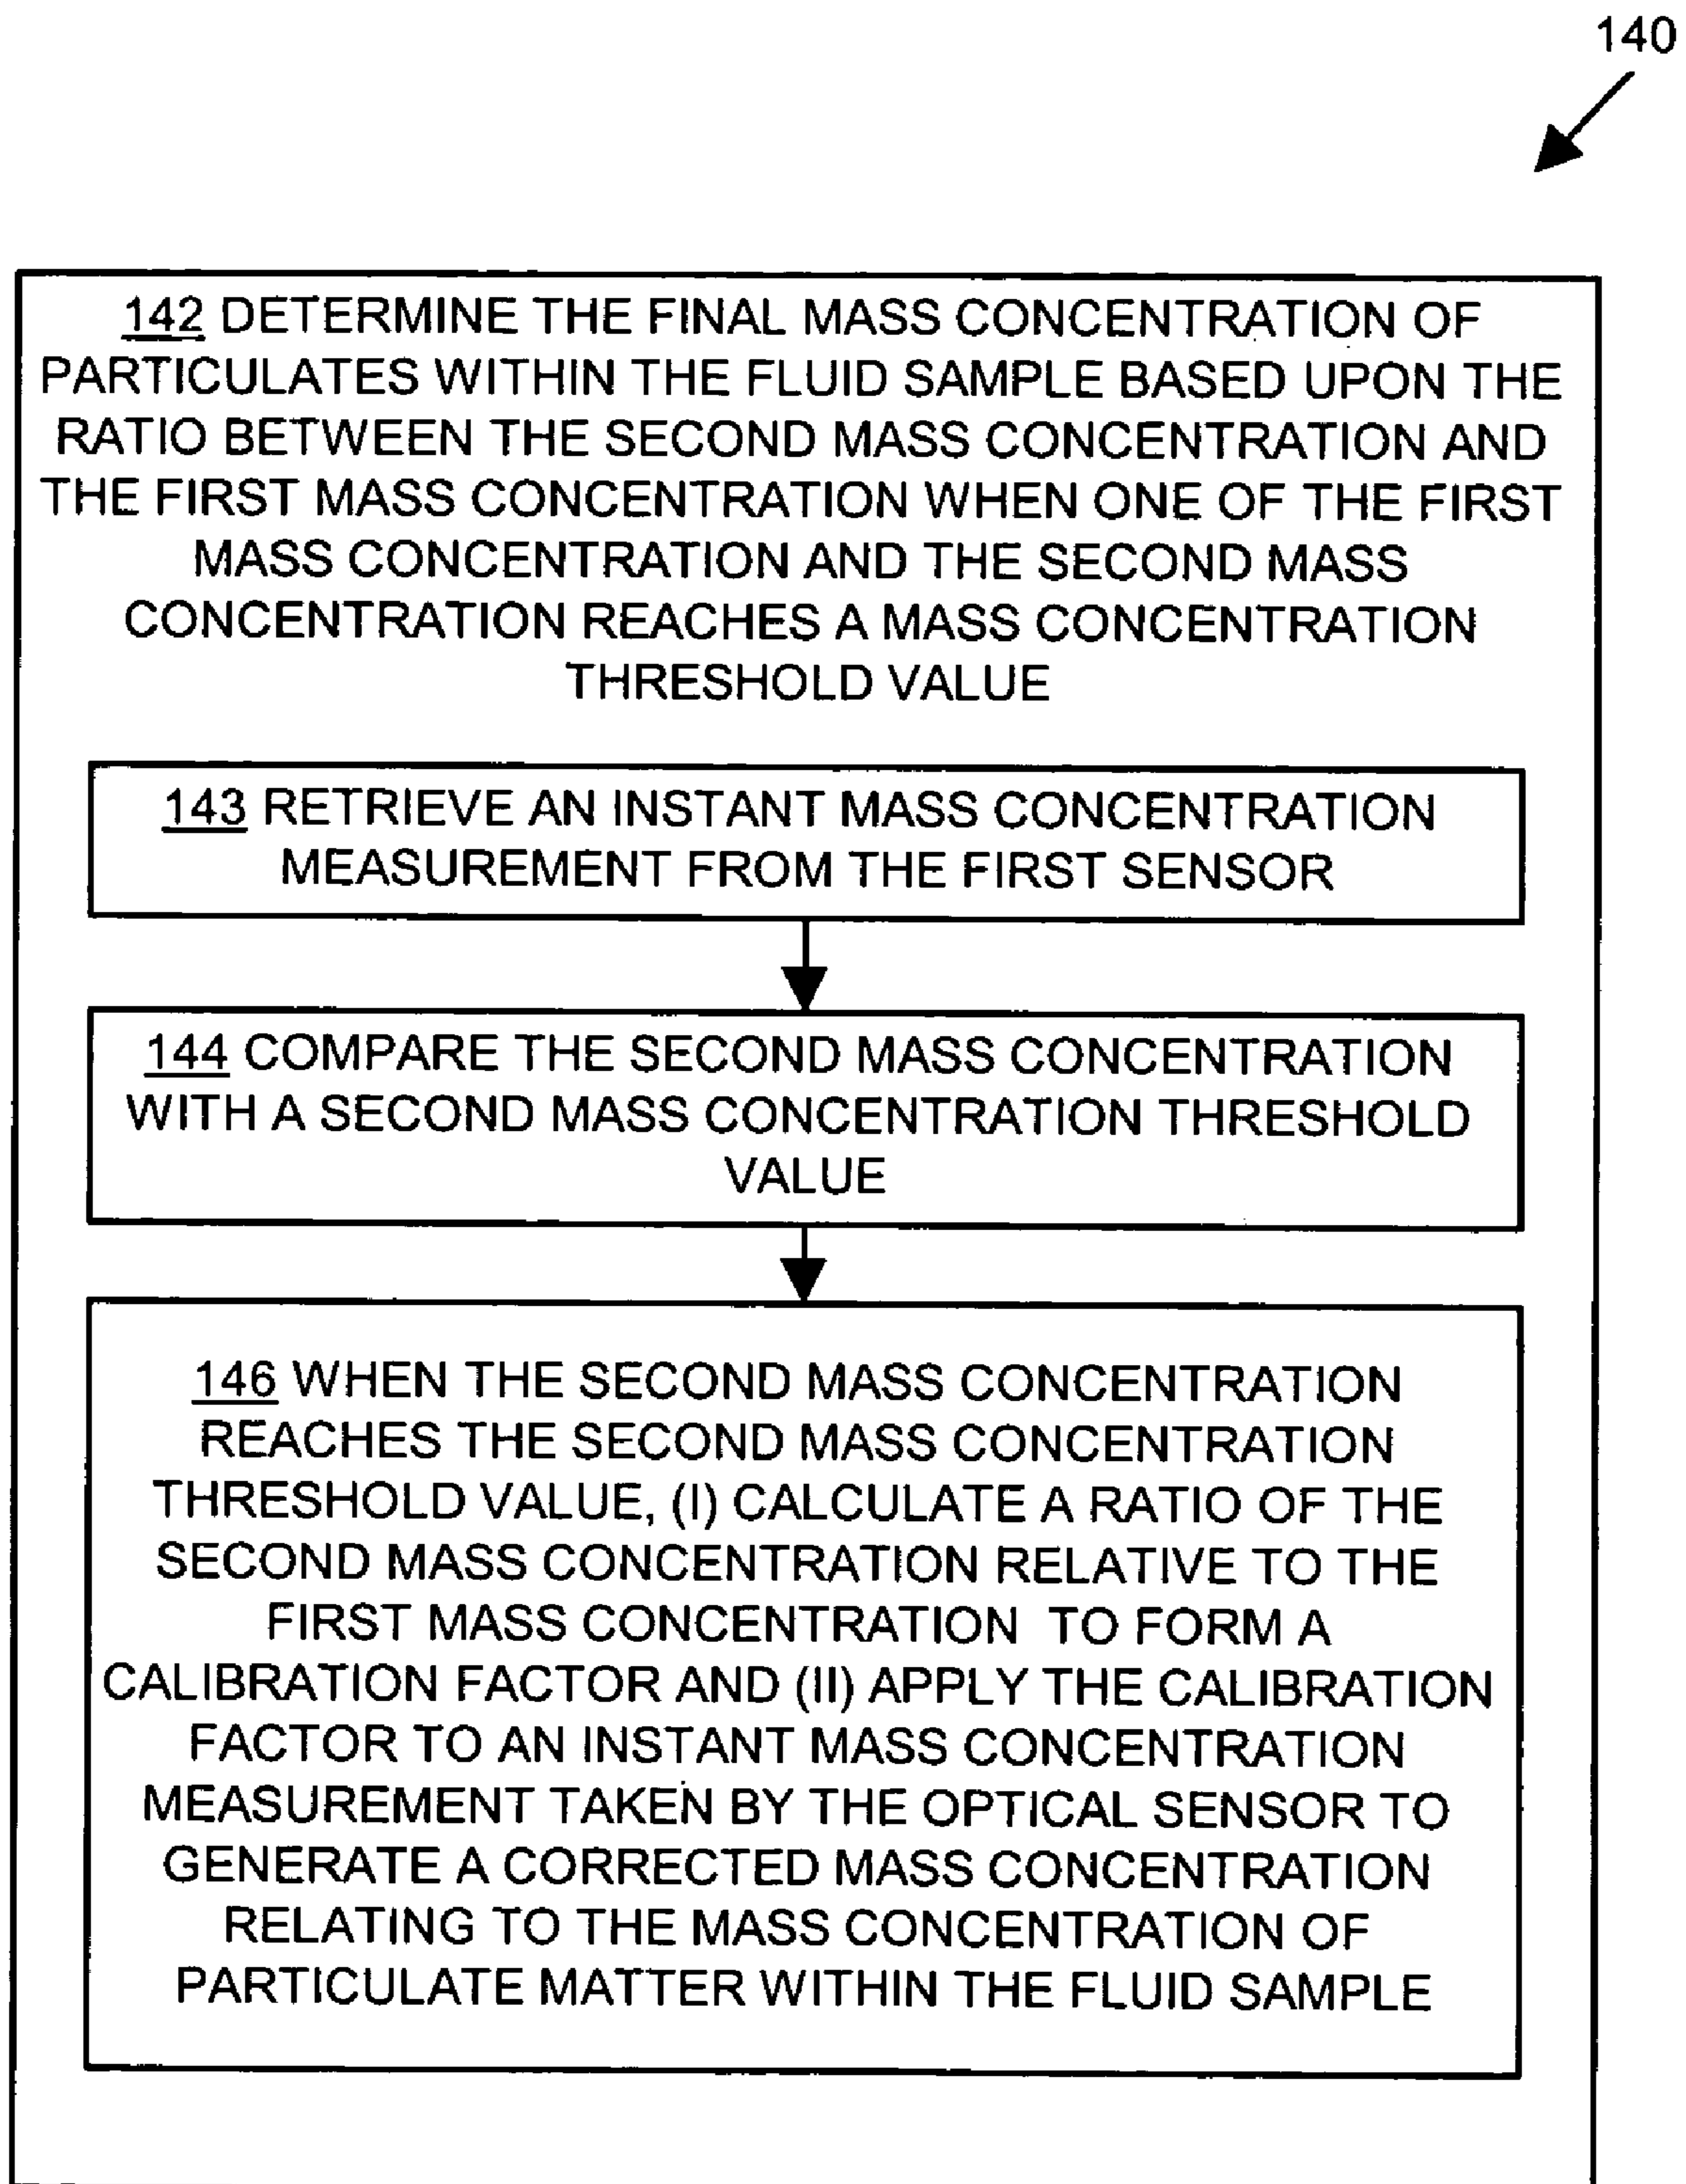 140
142 DETERMINE THE FINAL MASS CONCENTRATION OF
PARTICULATES WITHIN THE FLUID SAMPLE BASED UPON THE
RATIO BETWEEN THE SECOND MASS CONCENTRATION AND
THE FIRST MASS CONCENTRATION WHEN ONE OF THE FIRST
MASS CONCENTRATION AND THE SECOND MASS
CONCENTRATION REACHES A MASS CONCENTRATION
THRESHOLD VALUE
143 RETRIEVE AN INSTANT MASS CONCENTRATION
MEASUREMENT FROM THE FIRST SENSOR
144 COMPARE THE SECOND MASS CONCENTRATION
WITH A SECOND MASS CONCENTRATION THRESHOLD
VALUE
146 WHEN THE SECOND MASS CONCENTRATION
REACHES THE SECOND MASS CONCENTRATION
THRESHOLD VALUE, (I) CALCULATE A RATIO OF THE
SECOND MASS CONCENTRATION RELATIVE TO THE
FIRST MASS CONCENTRATION TO FORM A
CALIBRATION FACTOR AND (II) APPLY THE CALIBRATION
FACTOR TO AN INSTANT MASS CONCENTRATION
MEASUREMENT TAKEN BY THE OPTICAL SENSOR TO
GENERATE A CORRECTED MASS CONCENTRATION
RELATING TO THE MASS CONCENTRATION OF
PARTICULATE MATTER WITHIN THE FLUID SAMPLE